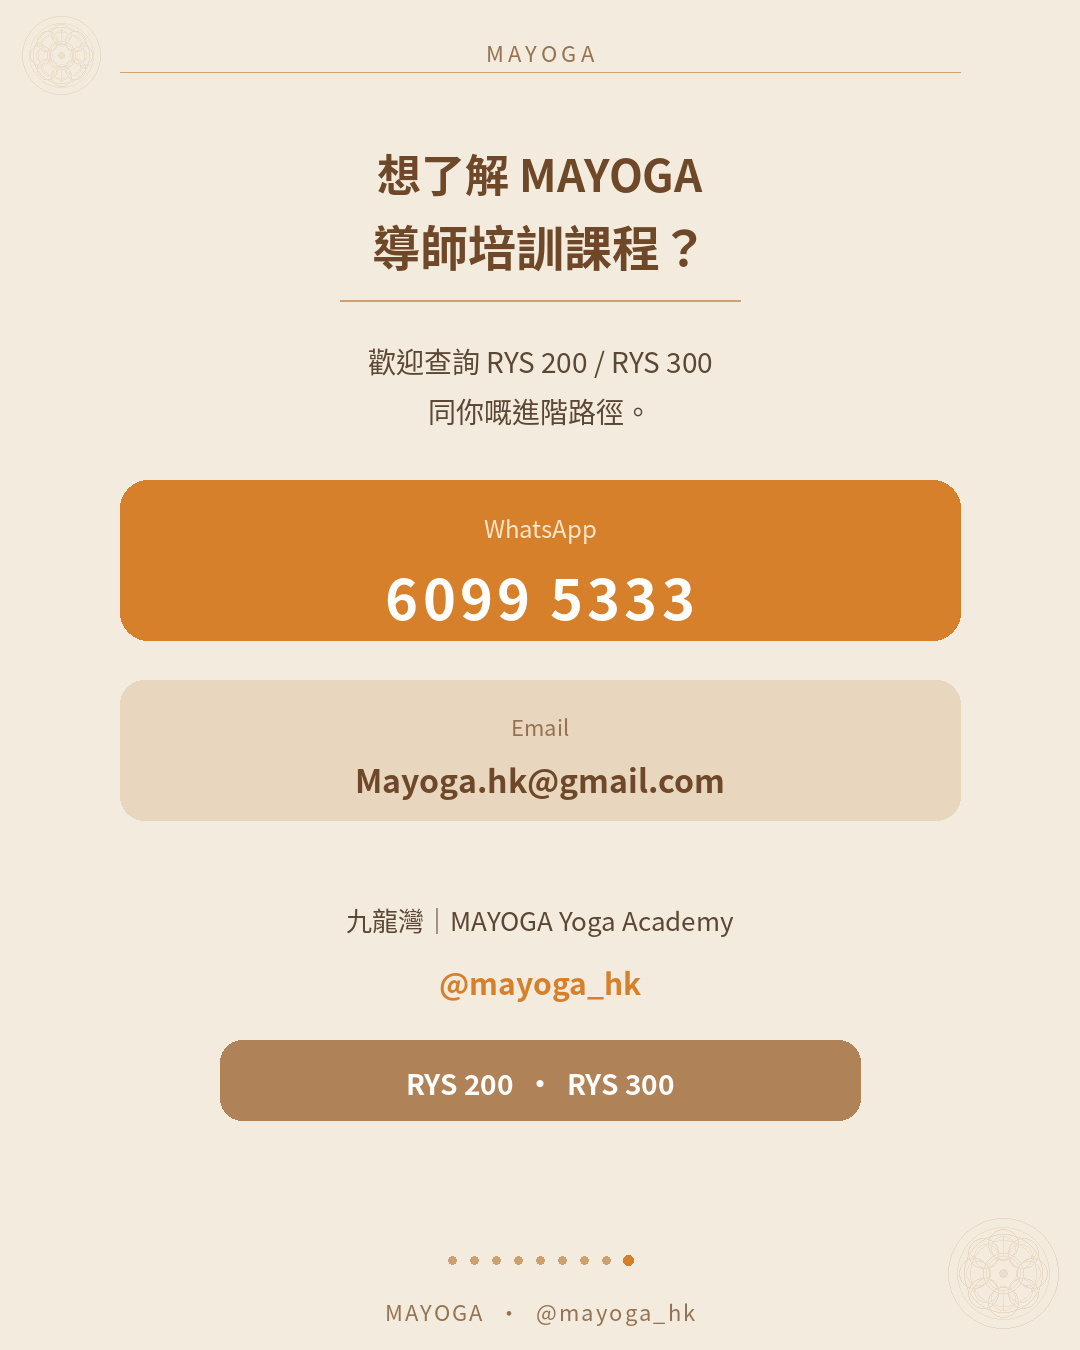 MAYOGA
想了解 MAYOGA
導師培訓課程？
歡迎查詢 RYS 200 / RYS 300
同你嘅進階路徑。
WhatsApp
6099 5333
Email
Mayoga.hk@gmail.com
九龍灣｜MAYOGA Yoga Academy
@mayoga_hk
RYS 200 ・ RYS 300
MAYOGA ・ @mayoga_hk